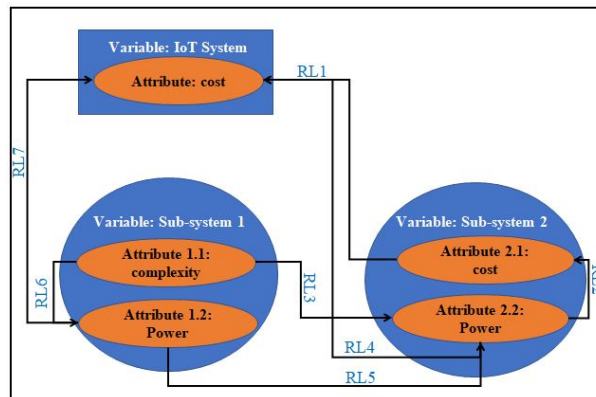 Variable: IoT System
Attribute: cost
RL1
RL7
Variable: Sub-system 1
Variable: Sub-system 2
Attribute 1.1:
complexity
Attribute 2.1:
cost
RL6
RL3
RL2
Attribute 1.2:
Power
Attribute 2.2:
Power
RL4
RL5